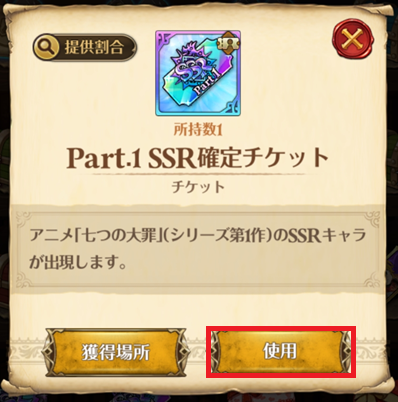 提供割合
SSR
Part.1
所持数1
Part.1 SSR確定チケット
チケット
アニメ「七つの大罪」(シリーズ第1作)のSSRキャラ
が出現します。
獲得場所
使用